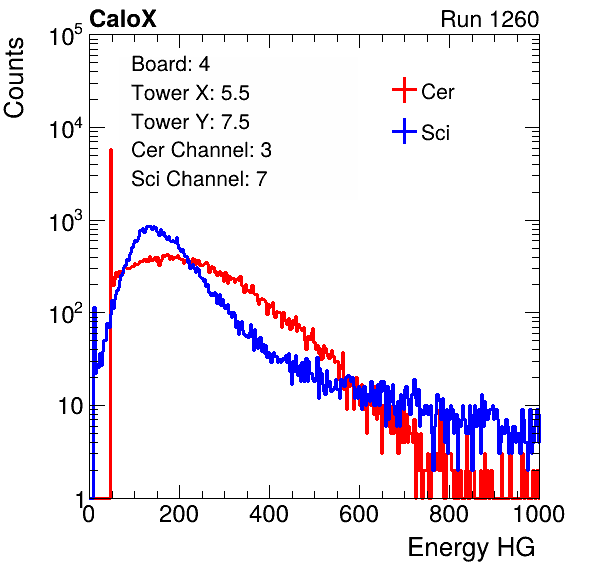 CaloX Run 1260
Counts
Board: 4
Tower X: 5.5
Tower Y: 7.5
Cer Channel: 3
Sci Channel: 7
Cer
Sci
10^5
10^4
10^3
10^2
10
1
0 200 400 600 800 1000
Energy HG